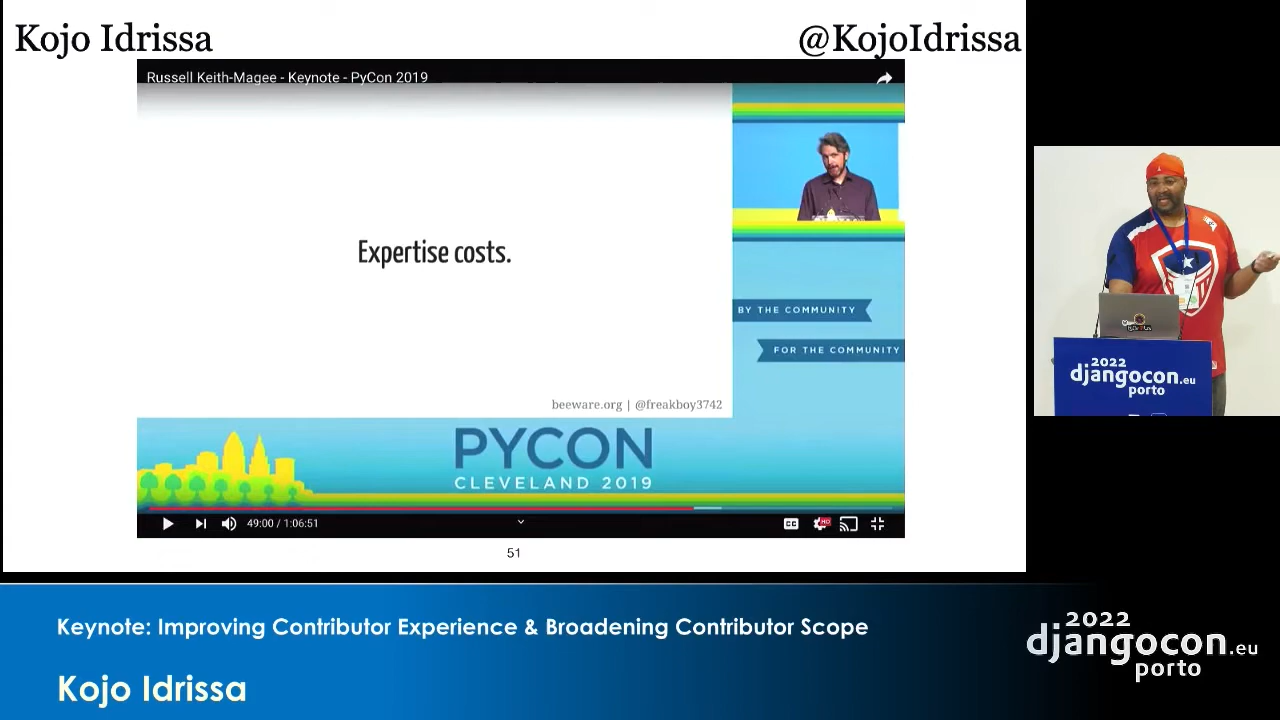 Kojo Idrissa
@KojoIdrissa
Russell Keith-Magee - Keynote - PyCon 2019
Expertise costs.
BY THE COMMUNITY
FOR THE COMMUNITY
beeware.org | @freakboy3742
PYCON
CLEVELAND 2019
49:00 / 1:06:51
CC
HD
51
2022
djangocon.eu
porto
Keynote: Improving Contributor Experience & Broadening Contributor Scope
Kojo Idrissa
2022
djangocon.eu
porto